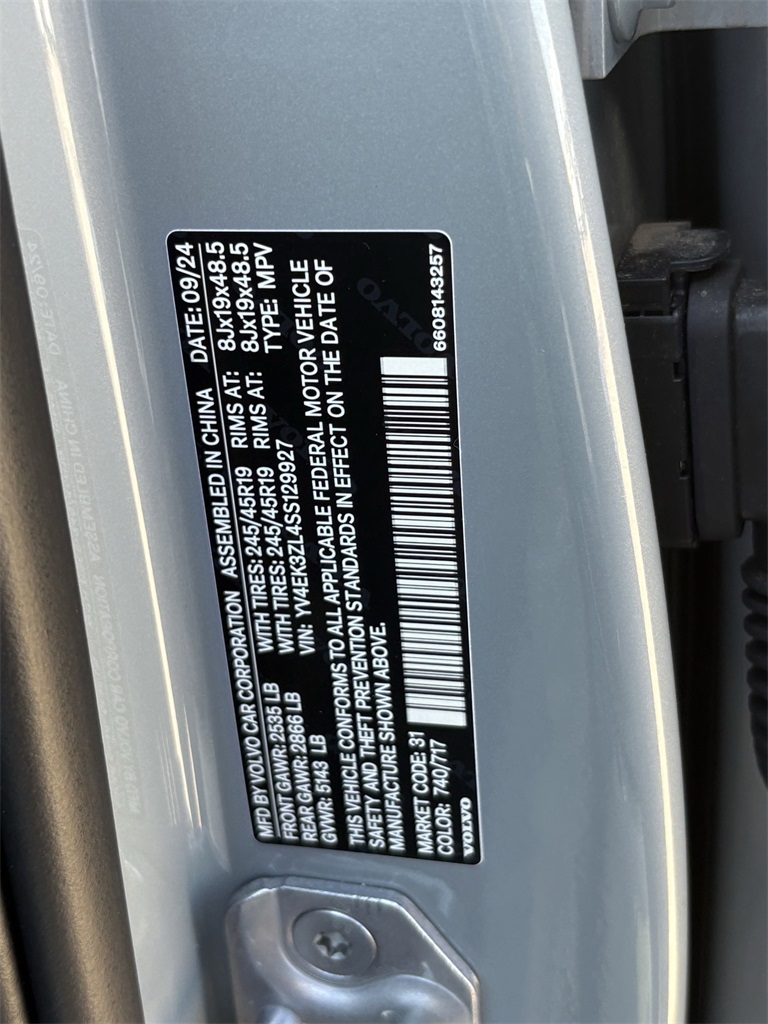 MFD BY VOLVO CAR CORPORATION ASSEMBLED IN CHINA DATE: 09/24
FRONT GAWR: 2535 LB WITH TIRES: 245/45R19 RIMS AT: 8Jx19x48.5
REAR GAWR: 2866 LB WITH TIRES: 245/45R19 RIMS AT: 8Jx19x48.5
GVWR: 5143 LB VIN: YV4EK3ZL4SS129927 TYPE: MPV
THIS VEHICLE CONFORMS TO ALL APPLICABLE FEDERAL MOTOR VEHICLE
SAFETY AND THEFT PREVENTION STANDARDS IN EFFECT ON THE DATE OF
MANUFACTURE SHOWN ABOVE.
MARKET CODE: 31
COLOR: 740/717
VOLVO
6608143257
VOLVO